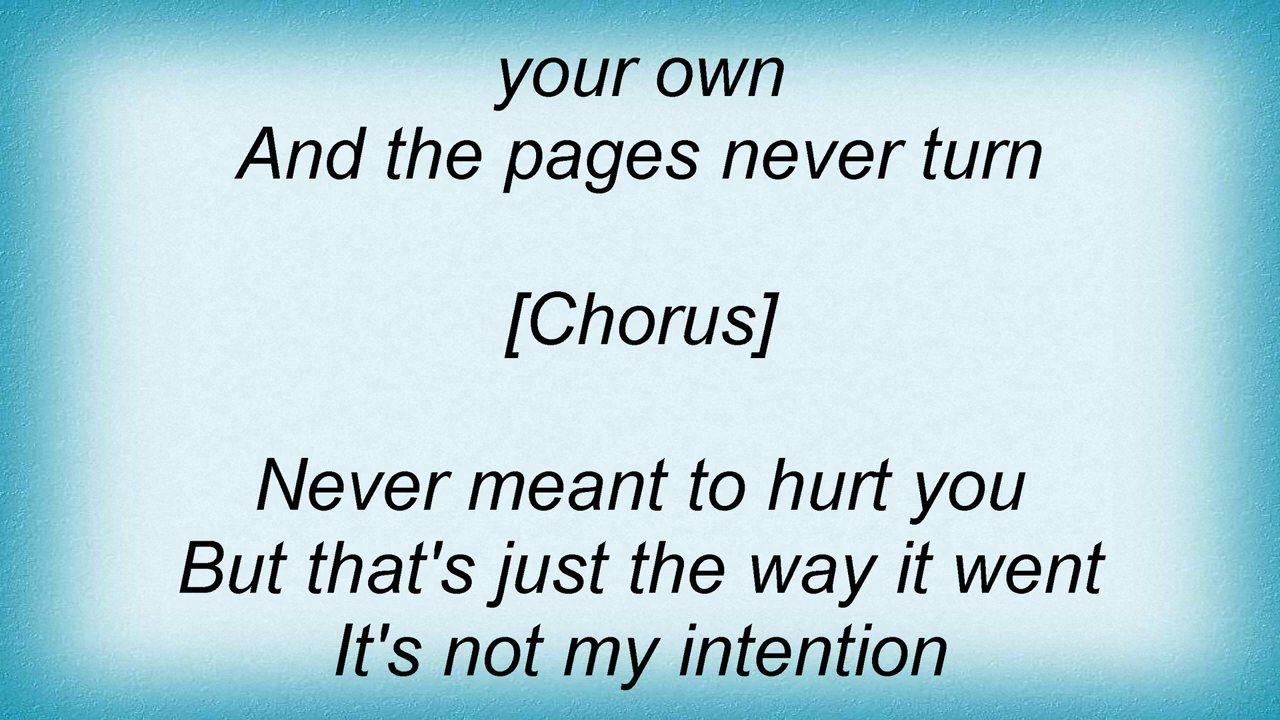 your own
And the pages never turn
[Chorus]
Never meant to hurt you
But that's just the way it went
It's not my intention